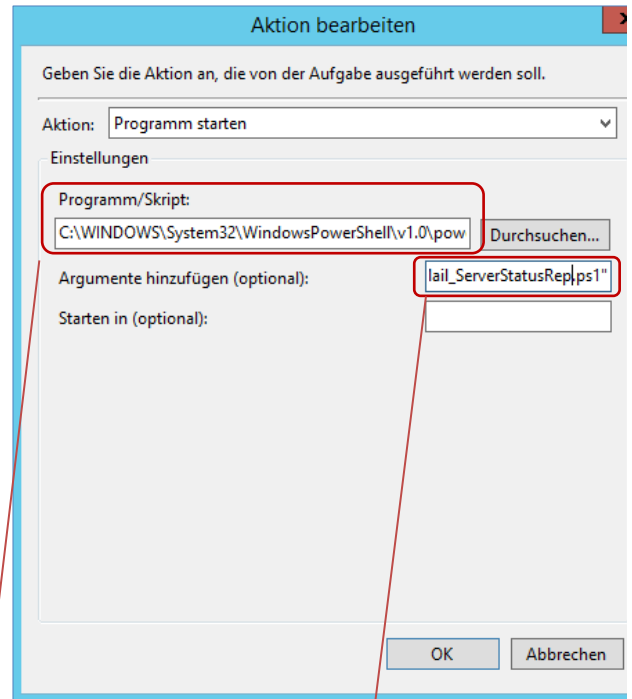 Aktion bearbeiten
Geben Sie die Aktion an, die von der Aufgabe ausgeführt werden soll.
Aktion: Programm starten
Einstellungen
Programm/Skript:
C:\WINDOWS\System32\WindowsPowerShell\v1.0\pow Durchsuchen...
Argumente hinzufügen (optional): lail_ServerStatusRep.ps1"
Starten in (optional):
OK Abbrechen